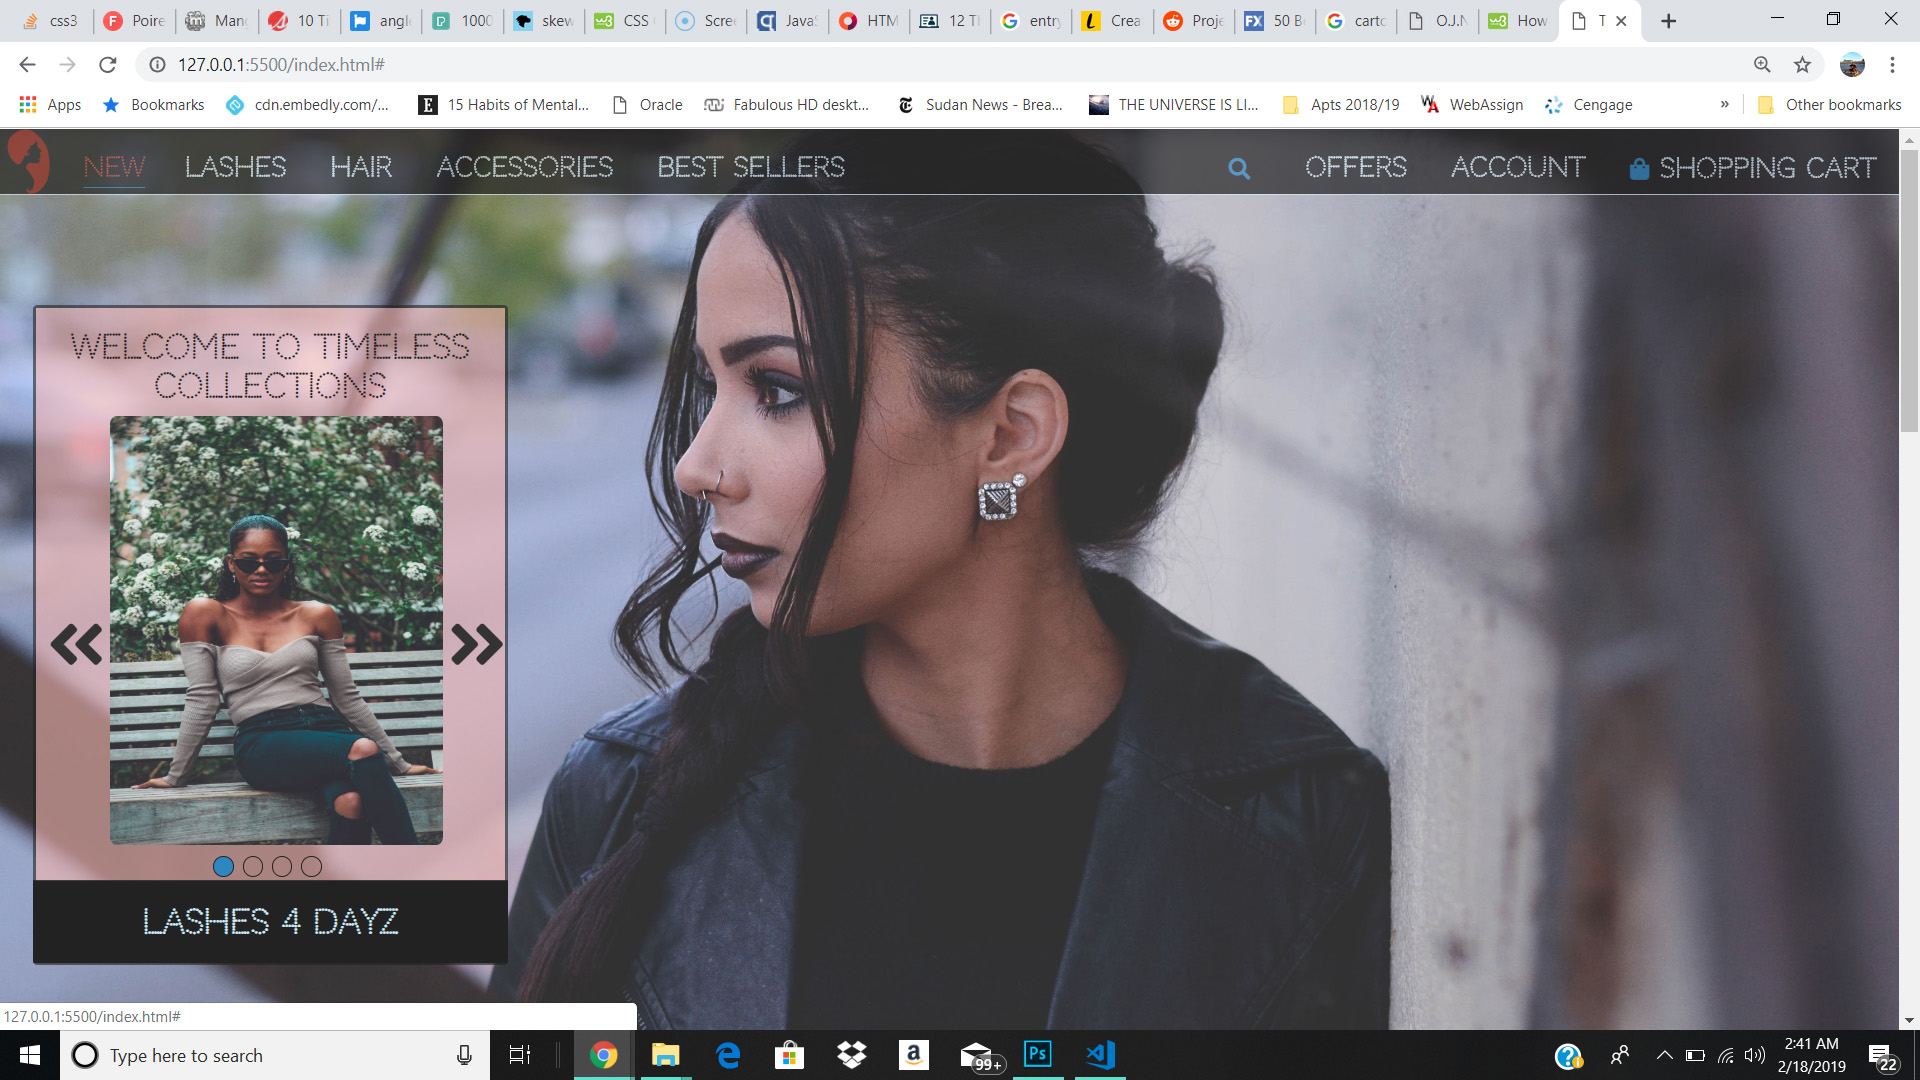 css3
Poire
Man
10 Ti
angl
1000
skew
CSS
Scre
Java
HTM
12 T
entry
Crea
Proje
50 B
carto
O.J.N
How
T
127.0.0.1:5500/index.html#
Apps
Bookmarks
cdn.embedly.com/...
15 Habits of Mental...
Oracle
Fabulous HD deskt...
Sudan News - Brea...
THE UNIVERSE IS LI...
Apts 2018/19
WebAssign
Cengage
»
Other bookmarks
NEW
LASHES
HAIR
ACCESSORIES
BEST SELLERS
OFFERS
ACCOUNT
SHOPPING CART
WELCOME TO TIMELESS
COLLECTIONS
LASHES 4 DAYZ
127.0.0.1:5500/index.html#
Type here to search
99+
Ps
2:41 AM
2/18/2019
22